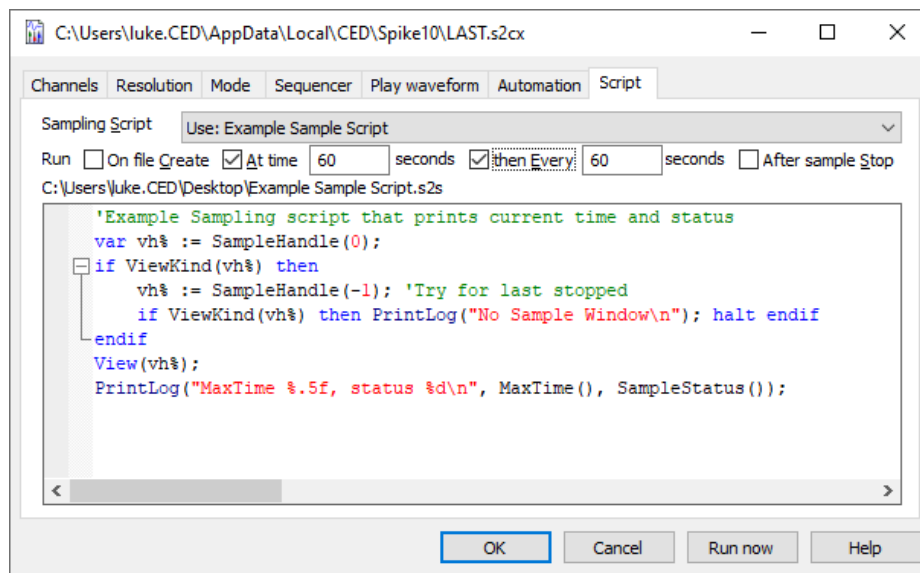 C:\Users\luke.CED\AppData\Local\CED\Spike10\LAST.s2cx
Channels Resolution Mode Sequencer Play waveform Automation Script
Sampling Script Use: Example Sample Script
Run On file Create At time 60 seconds then Every 60 seconds After sample Stop
C:\Users\luke.CED\Desktop\Example Sample Script.s2s
'Example Sampling script that prints current time and status
var vh% := SampleHandle(0);
if ViewKind(vh%) then
vh% := SampleHandle(-1); 'Try for last stopped
if ViewKind(vh%) then PrintLog("No Sample Window\n"); halt endif
endif
View(vh%);
PrintLog("MaxTime %.5f, status %d\n", MaxTime(), SampleStatus());
OK Cancel Run now Help